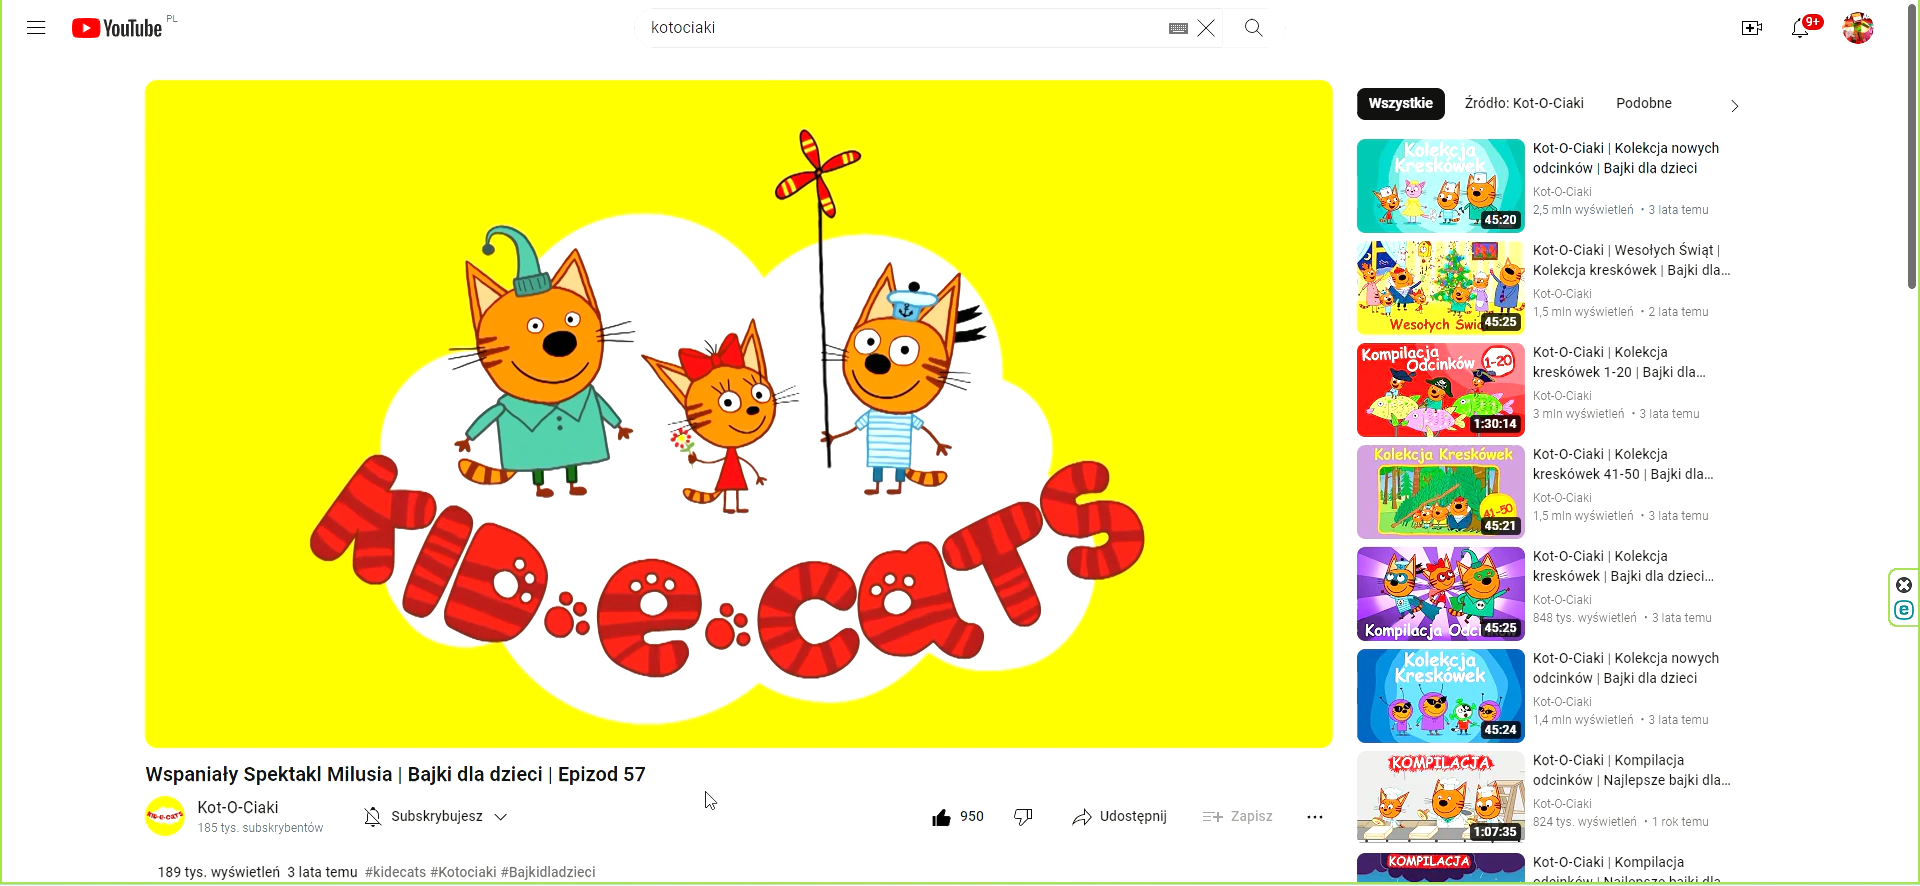 YouTube PL
kotociaki
9+
KID-E-CATS
Wspaniały Spektakl Milusia | Bajki dla dzieci | Epizod 57
KID-E-CATS
Kot-O-Ciaki
185 tys. subskrybentów
Subskrybujesz
950
Udostępnij
Zapisz
189 tys. wyświetleń 3 lata temu #kidecats #Kotociaki #Bajkidladzieci
Wszystkie
Źródło: Kot-O-Ciaki
Podobne
Kolekcja
Kreskówek
45:20
Kot-O-Ciaki | Kolekcja nowych
odcinków | Bajki dla dzieci
Kot-O-Ciaki
2,5 mln wyświetleń • 3 lata temu
Wesołych Świą
45:25
Kot-O-Ciaki | Wesołych Świąt |
Kolekcja kreskówek | Bajki dla...
Kot-O-Ciaki
1,5 mln wyświetleń • 2 lata temu
Kompilacja
Odcinków
1-20
1:30:14
Kot-O-Ciaki | Kolekcja
kreskówek 1-20 | Bajki dla...
Kot-O-Ciaki
3 mln wyświetleń • 3 lata temu
Kolekcja Kreskówek
41-50
45:21
Kot-O-Ciaki | Kolekcja
kreskówek 41-50 | Bajki dla...
Kot-O-Ciaki
1,5 mln wyświetleń • 3 lata temu
Kompilacja Odci
45:25
Kot-O-Ciaki | Kolekcja
kreskówek | Bajki dla dzieci...
Kot-O-Ciaki
848 tys. wyświetleń • 3 lata temu
Kolekcja
Kreskówek
45:24
Kot-O-Ciaki | Kolekcja nowych
odcinków | Bajki dla dzieci
Kot-O-Ciaki
1,4 mln wyświetleń • 3 lata temu
KOMPILACJA
1:07:35
Kot-O-Ciaki | Kompilacja
odcinków | Najlepsze bajki dla...
Kot-O-Ciaki
824 tys. wyświetleń • 1 rok temu
KOMPILACJA
Kot-O-Ciaki | Kompilacja
odcinków | Najlepsze bajki dla...